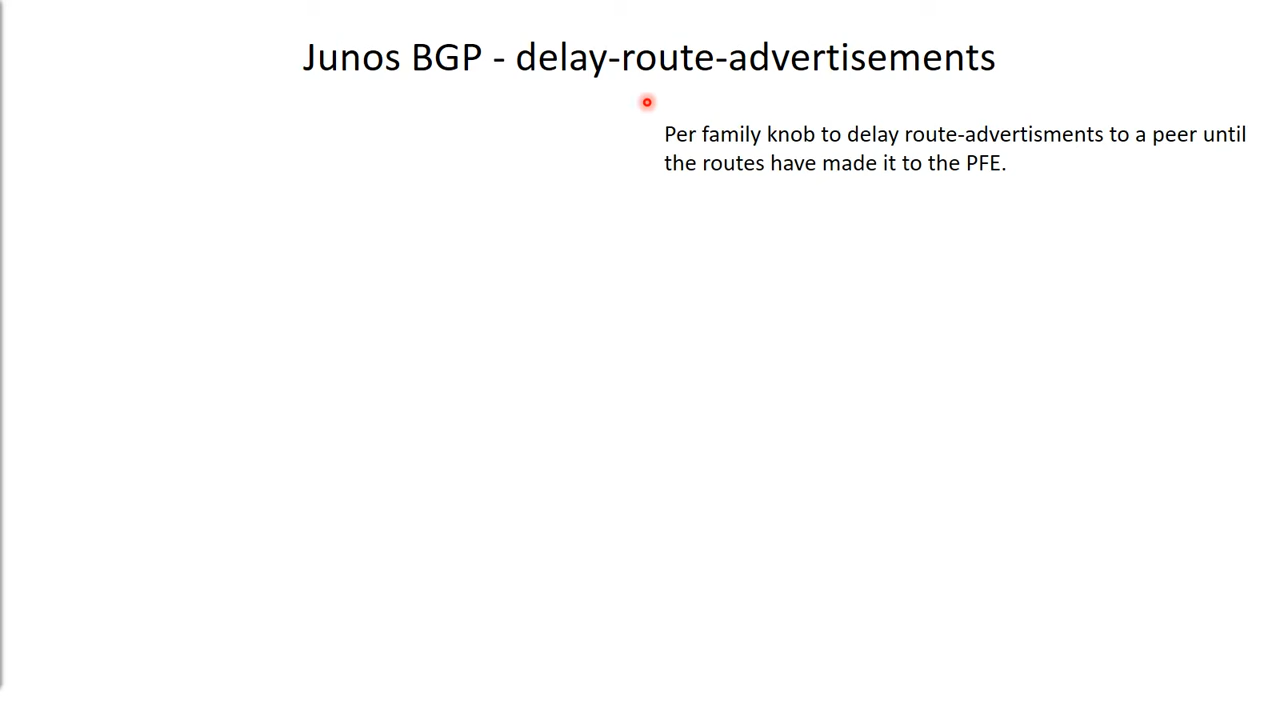 Junos BGP - delay-route-advertisements
Per family knob to delay route-advertisments to a peer until
the routes have made it to the PFE.